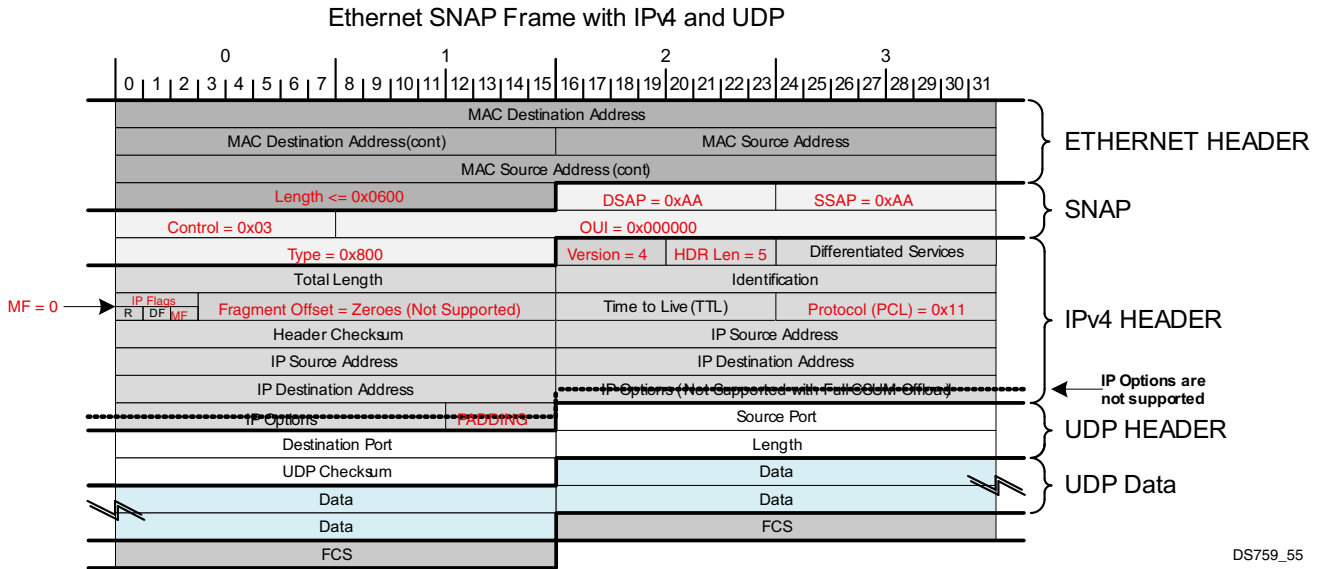 Ethernet SNAP Frame with IPv4 and UDP
0 1 2 3
0 1 2 3 4 5 6 7 8 9 10 11 12 13 14 15 16 17 18 19 20 21 22 23 24 25 26 27 28 29 30 31
MAC Destination Address
MAC Destination Address(cont) MAC Source Address
ETHERNET HEADER
MAC Source Address (cont)
Length <= 0x0600 DSAP = 0xAA SSAP = 0xAA
SNAP
Control = 0x03 OUI = 0x000000
Type = 0x800 Version = 4 HDR Len = 5 Differentiated Services
Total Length Identification
MF = 0 IP Flags
R DF MF Fragment Offset = Zeroes (Not Supported) Time to Live (TTL) Protocol (PCL) = 0x11
IPv4 HEADER
Header Checksum IP Source Address
IP Source Address IP Destination Address
IP Destination Address IP Options (Not Supported with Full CSUM Offload)
IP Options are
not supported
IP Options PADDING Source Port
UDP HEADER
Destination Port Length
UDP Checksum Data
UDP Data
Data Data
Data FCS
FCS
DS759_55